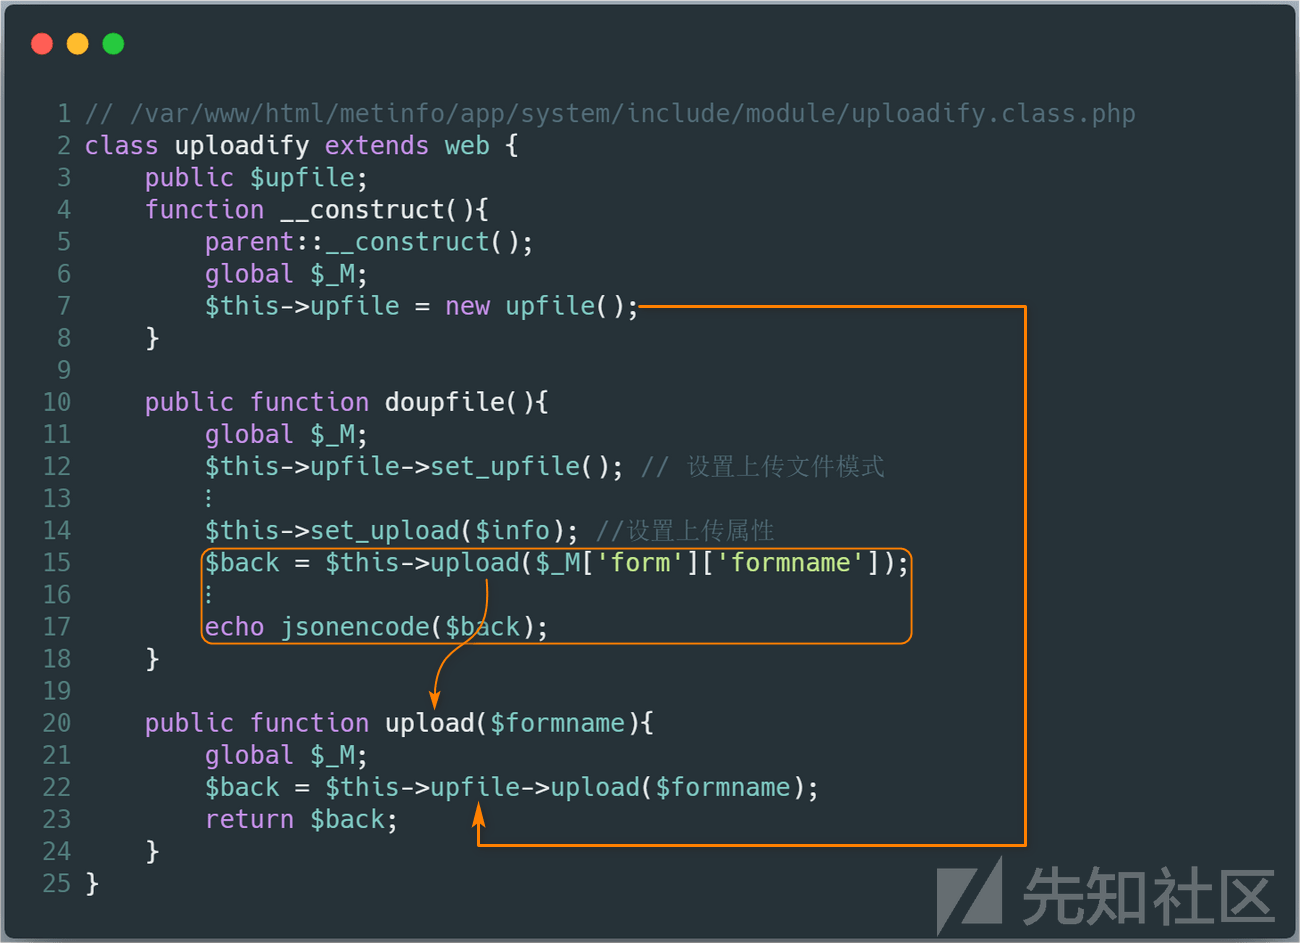 1 // /var/www/html/metinfo/app/system/include/module/uploadify.class.php
2 class uploadify extends web {
3     public $upfile;
4     function __construct(){
5         parent::__construct();
6         global $_M;
7         $this->upfile = new upfile();
8     }
9
10     public function doupfile(){
11         global $_M;
12         $this->upfile->set_upfile(); // 设置上传文件模式
13         ⋮
14         $this->set_upload($info); //设置上传属性
15         $back = $this->upload($_M['form']['formname']);
16         ⋮
17         echo jsonencode($back);
18     }
19
20     public function upload($formname){
21         global $_M;
22         $back = $this->upfile->upload($formname);
23         return $back;
24     }
25 }
先知社区